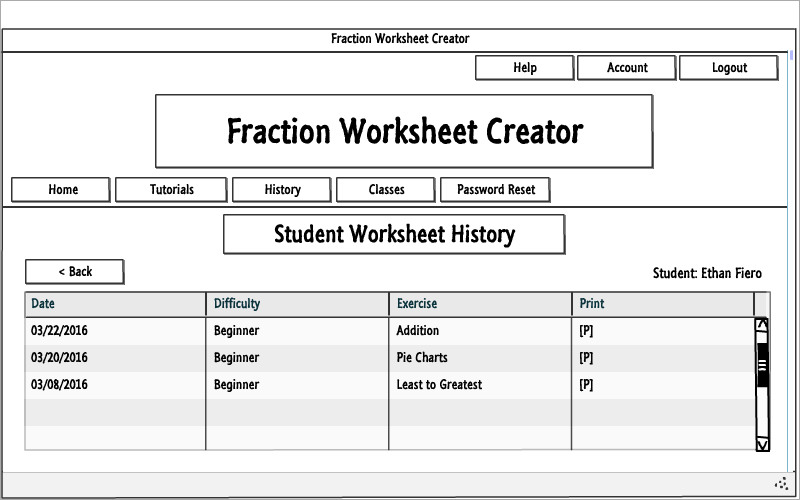 Fraction Worksheet Creator
Help Account Logout
Fraction Worksheet Creator
Home Tutorials History Classes Password Reset
Student Worksheet History
< Back Student: Ethan Fiero
Date Difficulty Exercise Print
03/22/2016 Beginner Addition [P]
03/20/2016 Beginner Pie Charts [P]
03/08/2016 Beginner Least to Greatest [P]